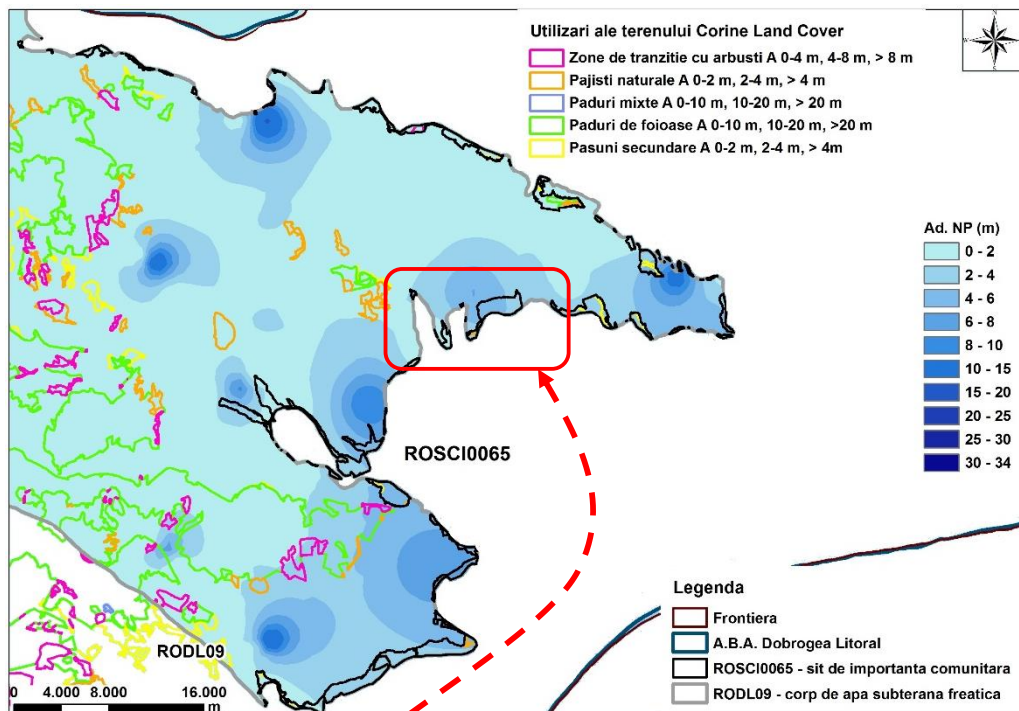 Utilizari ale terenului Corine Land Cover
Zone de tranzitie cu arbusti A 0-4 m, 4-8 m, > 8 m
Pajisti naturale A 0-2 m, 2-4 m, > 4 m
Paduri mixte A 0-10 m, 10-20 m, > 20 m
Paduri de foioase A 0-10 m, 10-20 m, >20 m
Pasuni secundare A 0-2 m, 2-4 m, > 4m
Ad. NP (m)
0 - 2
2 - 4
4 - 6
6 - 8
8 - 10
10 - 15
15 - 20
20 - 25
25 - 30
30 - 34
ROSCI0065
RODL09
Legenda
Frontiera
A.B.A. Dobrogea Litoral
ROSCI0065 - sit de importanta comunitara
RODL09 - corp de apa subterana freatica
0 4.000 8.000 16.000
m